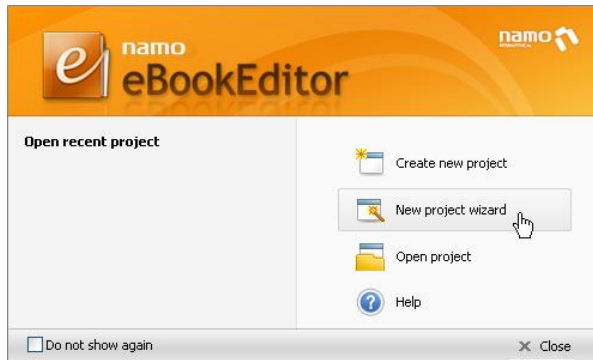 namo
eBookEditor
namo
Open recent project
Create new project
New project wizard
Open project
Help
Do not show again
Close